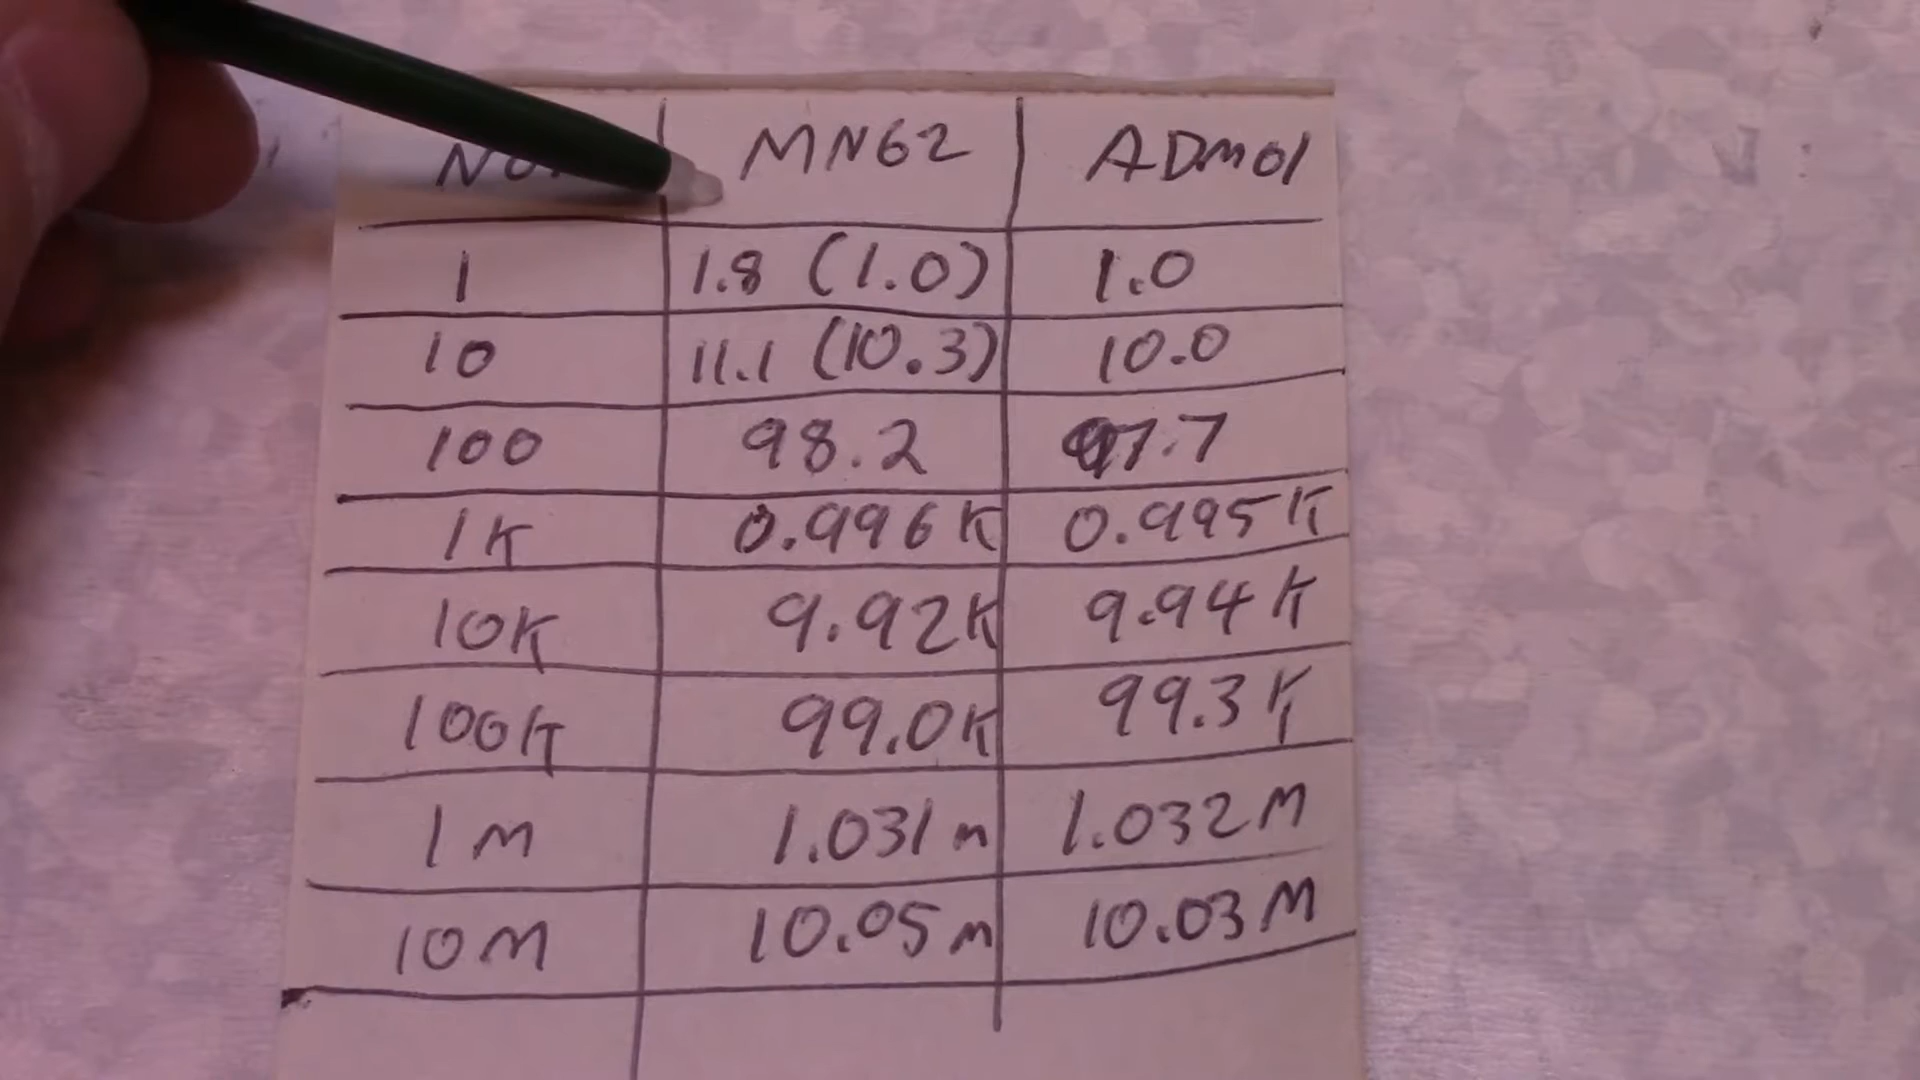 MN62 ADM01
1 1.8 (1.0) 1.0
10 11.1 (10.3) 10.0
100 98.2 97.7
1K 0.996K 0.995K
10K 9.92K 9.94K
100K 99.0K 99.3K
1M 1.031M 1.032M
10M 10.05M 10.03M